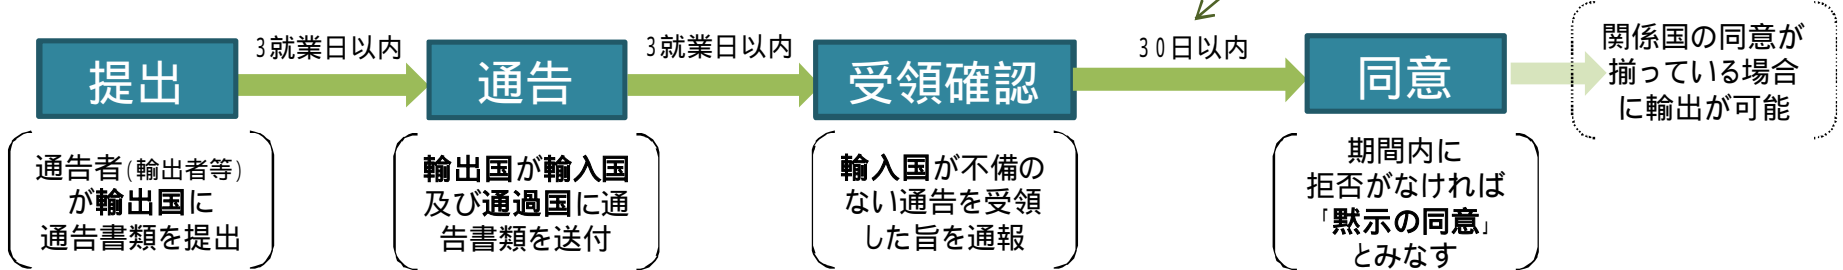 3就業日以内
3就業日以内
30日以内
提出
通告
受領確認
同意
関係国の同意が
揃っている場合
に輸出が可能
通告者(輸出者等)
が輸出国に
通告書類を提出
輸出国が輸入国
及び通過国に通
告書類を送付
輸入国が不備の
ない通告を受領
した旨を通報
期間内に
拒否がなければ
「黙示の同意」
とみなす